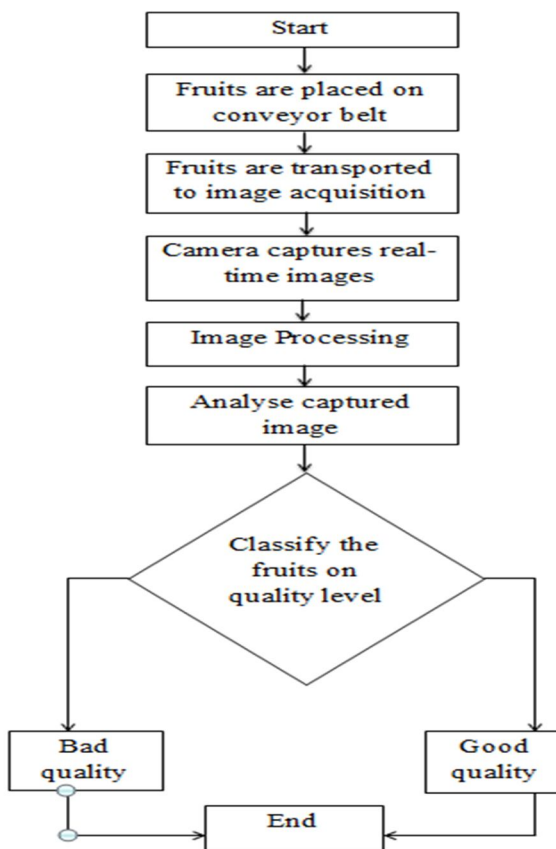 Start
Fruits are placed on
conveyor belt
Fruits are transported
to image acquisition
Camera captures real-
time images
Image Processing
Analyse captured
image
Classify the
fruits on
quality level
Bad
quality
Good
quality
End